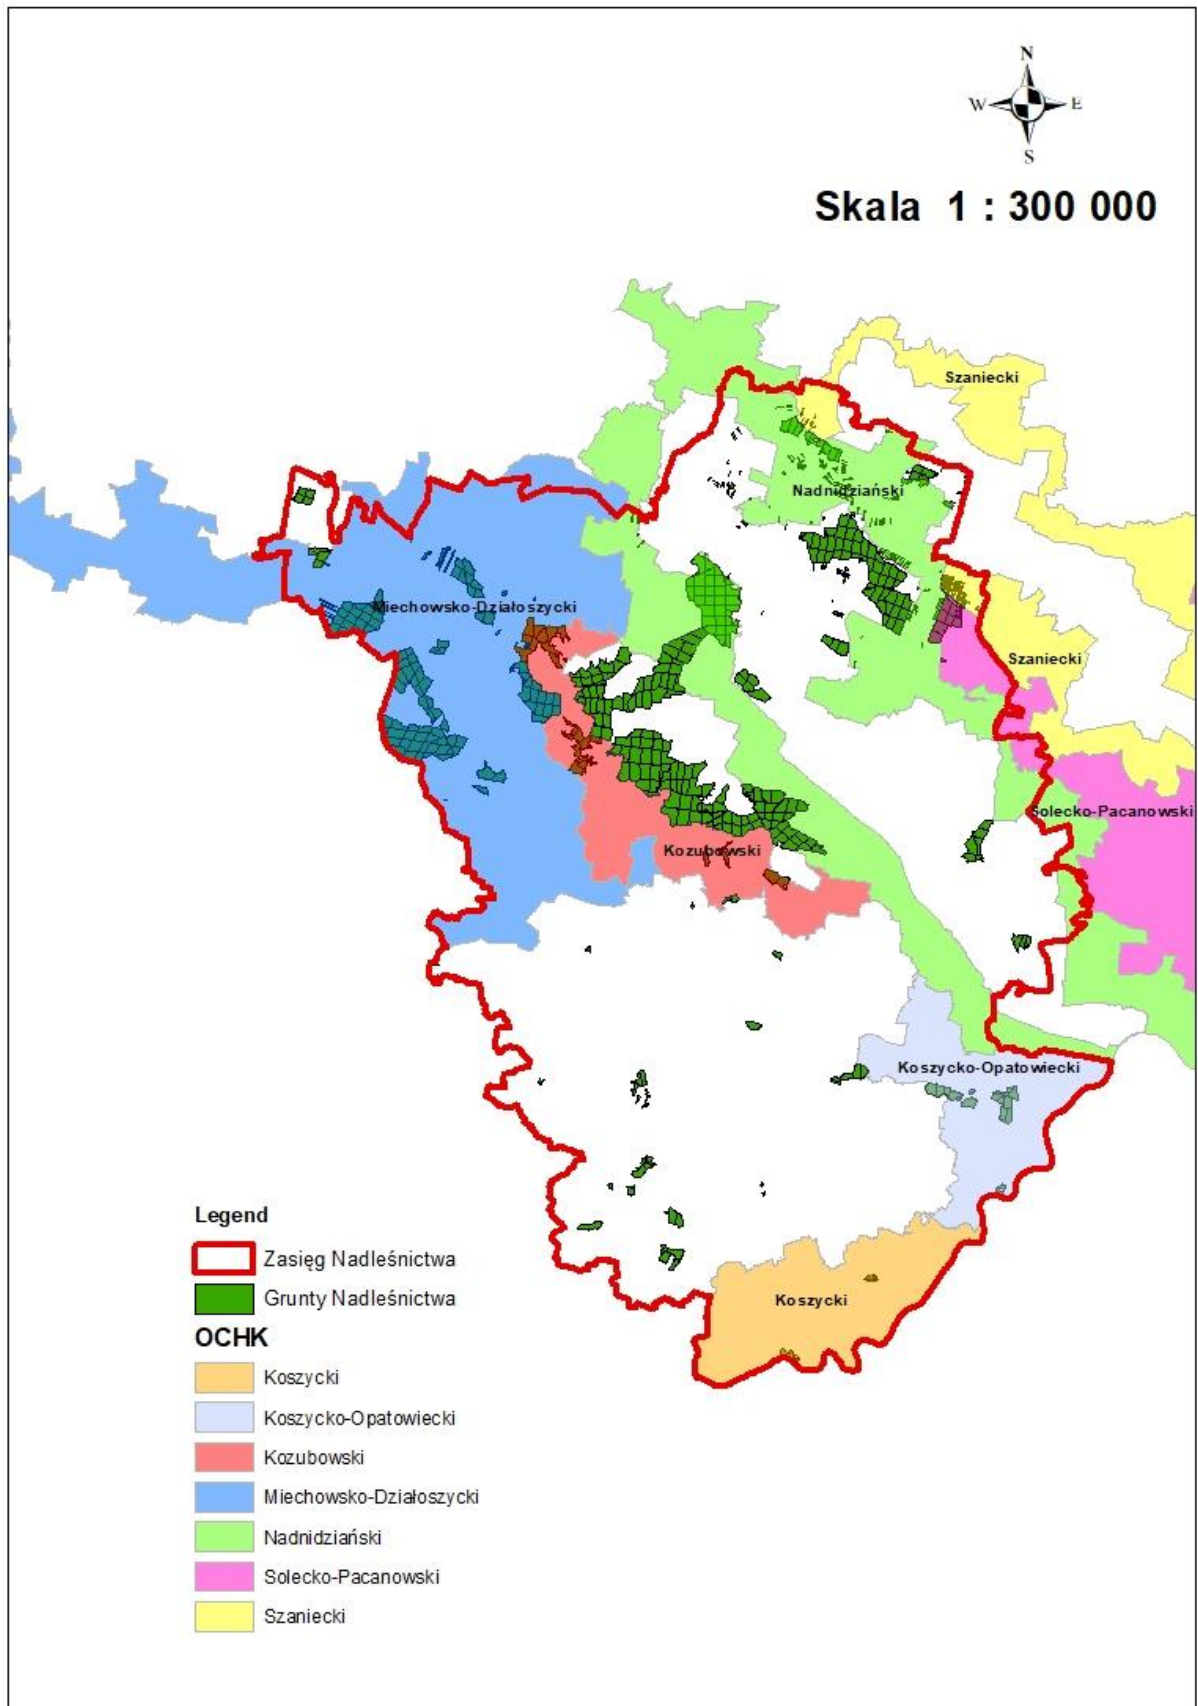 N
W E
S
Skala 1 : 300 000
Szaniecki
Nadnidziański
Miechowsko-Działoszycki
Szaniecki
Solecko-Pacanowski
Kozubowski
Koszycko-Opatowiecki
Koszycki
Legend
Zasięg Nadleśnictwa
Grunty Nadleśnictwa
OCHK
Koszycki
Koszycko-Opatowiecki
Kozubowski
Miechowsko-Działoszycki
Nadnidziański
Solecko-Pacanowski
Szaniecki